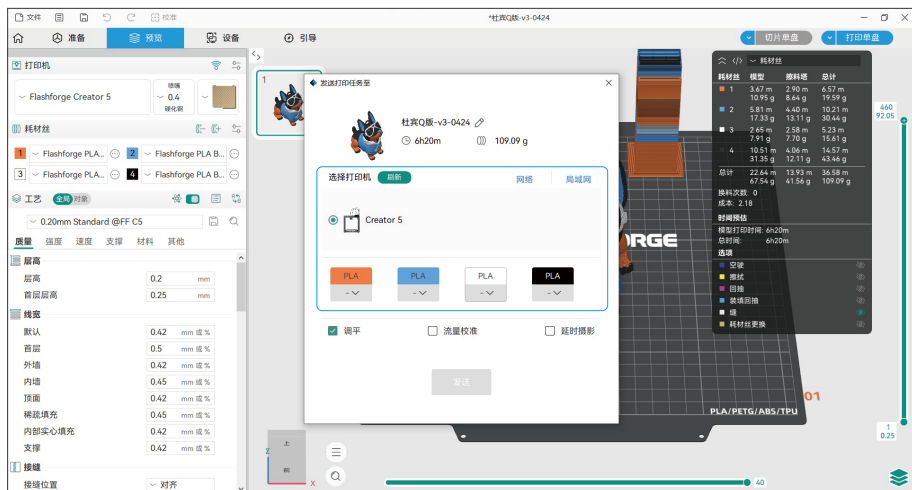 文件
校准
*杜宾Q版-v3-0424
准备
预览
设备
引导
切片单盘
打印单盘
打印机
Flashforge Creator 5
喷嘴
0.4
硬化钢
耗材丝
1 Flashforge PLA...
2 Flashforge PLA B...
3 Flashforge PLA...
4 Flashforge PLA B...
工艺 全局 对象
0.20mm Standard @FF C5
质量 强度 速度 支撑 材料 其他
层高
层高 0.2 mm
首层层高 0.25 mm
线宽
默认 0.42 mm 或 %
首层 0.5 mm 或 %
外墙 0.42 mm 或 %
内墙 0.45 mm 或 %
顶面 0.42 mm 或 %
稀疏填充 0.45 mm 或 %
内部实心填充 0.42 mm 或 %
支撑 0.42 mm 或 %
接缝
接缝位置 对齐
1
发送打印任务至
杜宾Q版-v3-0424
6h20m 109.09 g
选择打印机 刷新 网络 局域网
Creator 5
PLA PLA PLA PLA
- - - -
调平 流量校准 延时摄影
发送
耗材丝
耗材丝 模型 擦料塔 总计
1 3.67 m 2.90 m 6.57 m
10.95 g 8.64 g 19.59 g
2 5.81 m 4.40 m 10.21 m
17.33 g 13.11 g 30.44 g
3 2.65 m 2.58 m 5.23 m
7.91 g 7.70 g 15.61 g
4 10.51 m 4.06 m 14.57 m
31.35 g 12.11 g 43.46 g
总计 22.64 m 13.93 m 36.58 m
67.54 g 41.56 g 109.09 g
换料次数: 0
成本: 2.18
时间预估
模型打印时间: 6h20m
总时间: 6h20m
选项
空驶
擦拭
回抽
装填回抽
缝
耗材丝更换
460
92.05
RGE
01
PLA/PETG/ABS/TPU
1
0.25
上
前
Z
X
40